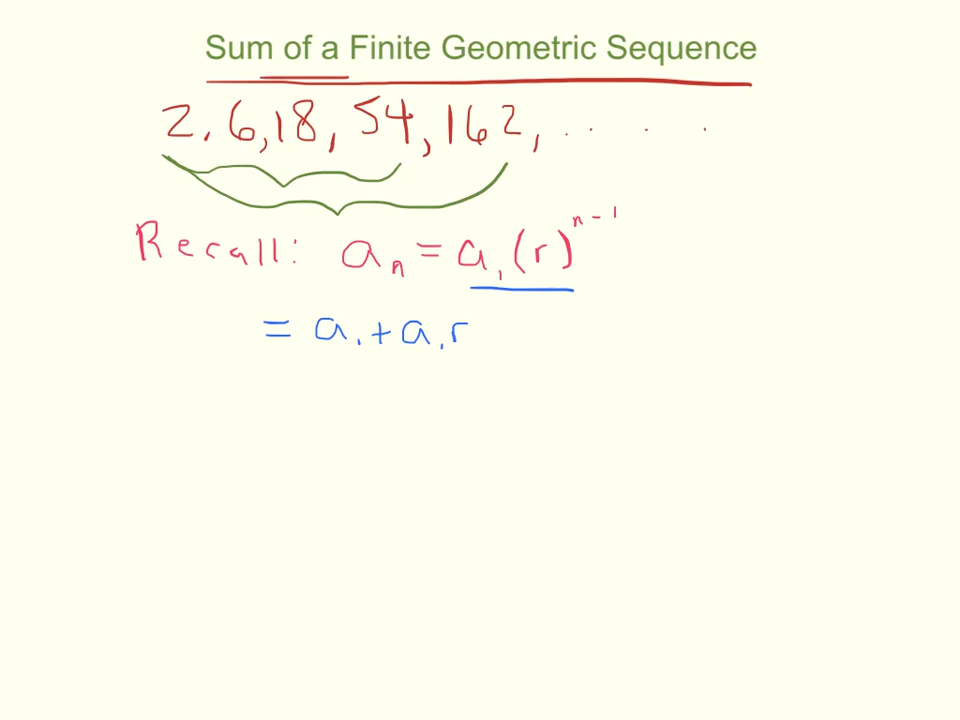 Sum of a Finite Geometric Sequence
2, 6, 18, 54, 162, . . . .
Recall: aₙ = a₁(r)ⁿ⁻¹
= a₁ + a₁r